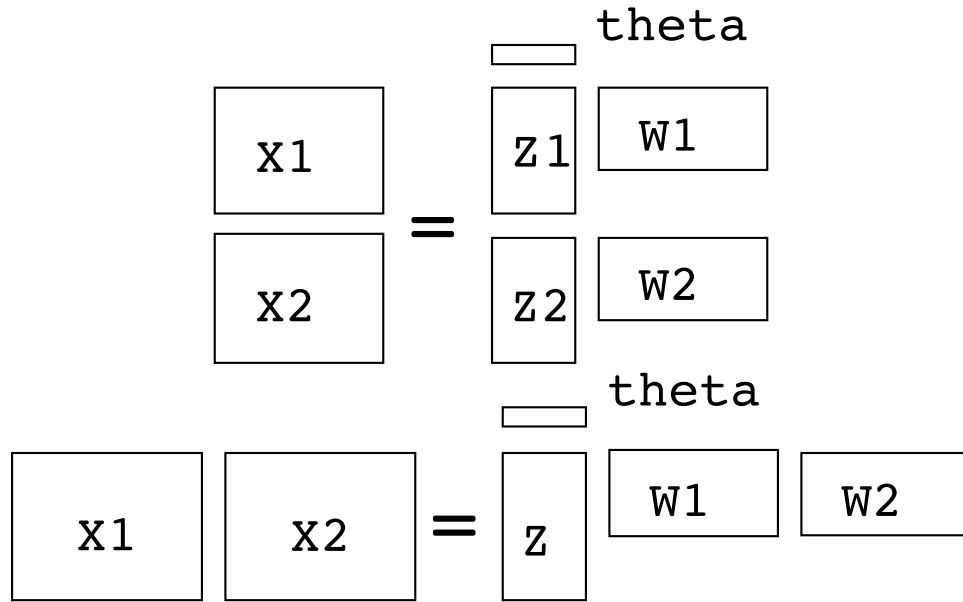 theta
X1 = Z1 W1
X2 Z2 W2
theta
X1 X2 = Z W1 W2